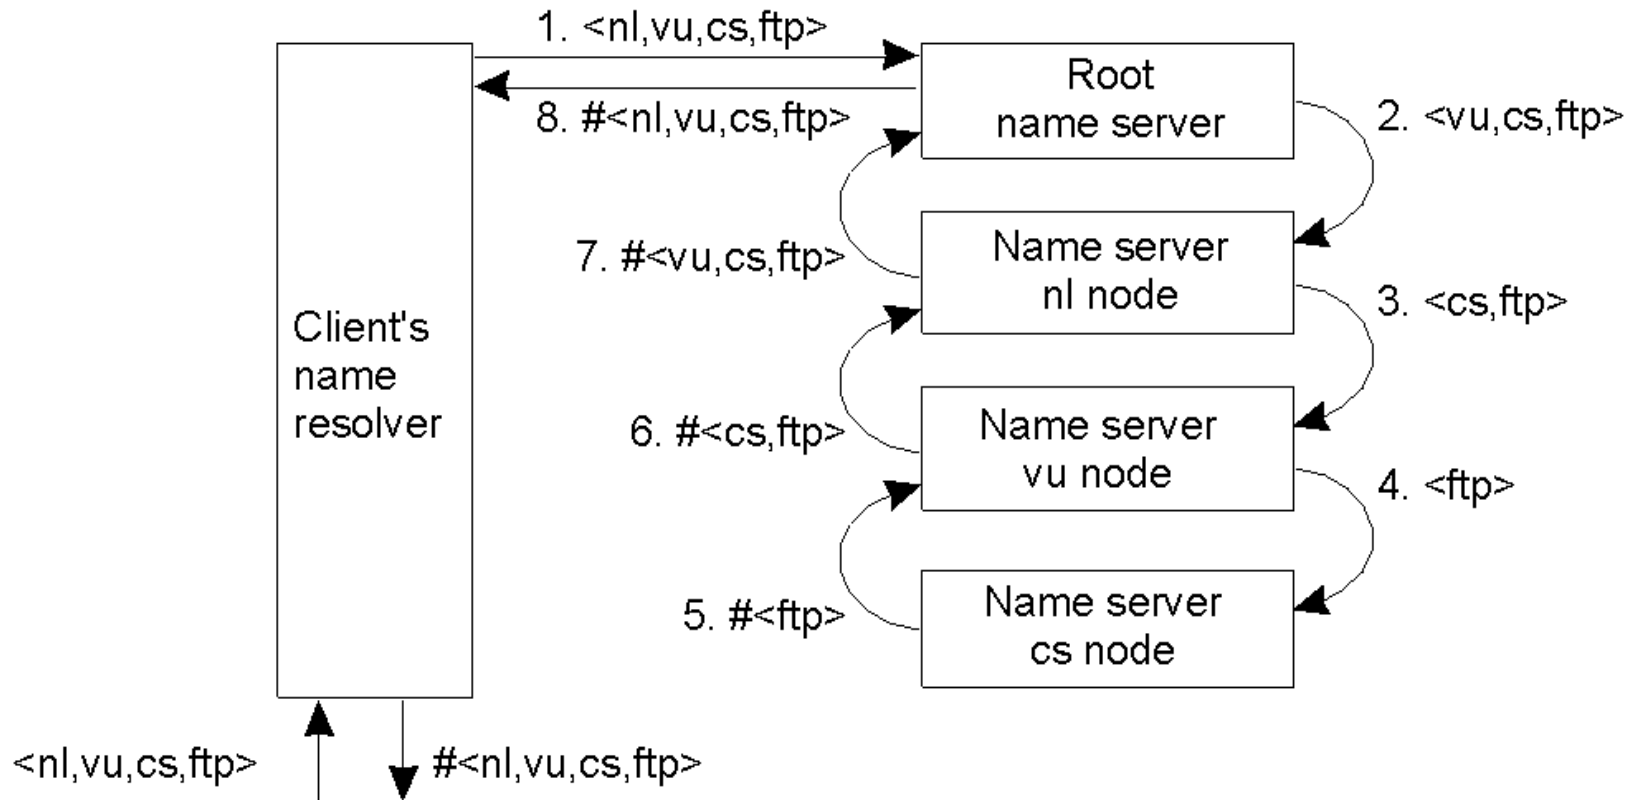 1. <nl,vu,cs,ftp>
Root
name server
8. #<nl,vu,cs,ftp>
2. <vu,cs,ftp>
Name server
nl node
7. #<vu,cs,ftp>
3. <cs,ftp>
Client's
name
resolver
Name server
vu node
6. #<cs,ftp>
4. <ftp>
Name server
cs node
5. #<ftp>
<nl,vu,cs,ftp>
#<nl,vu,cs,ftp>